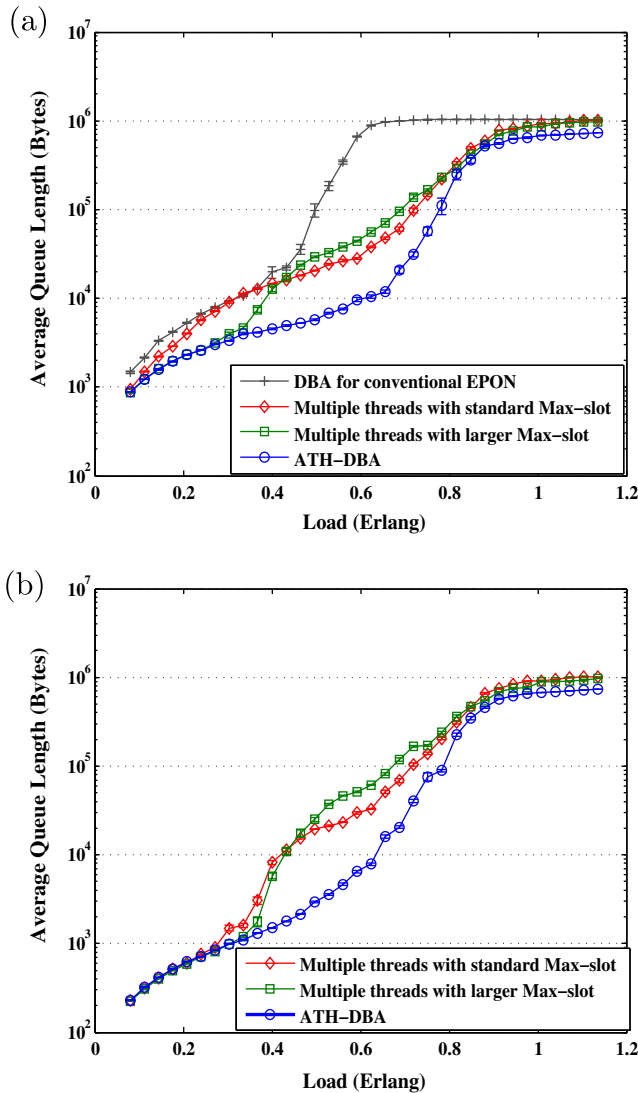 (a)
10^7
10^6
10^5
10^4
10^3
10^2
Average Queue Length (Bytes)
DBA for conventional EPON
Multiple threads with standard Max−slot
Multiple threads with larger Max−slot
ATH−DBA
0 0.2 0.4 0.6 0.8 1 1.2
Load (Erlang)
(b)
10^7
10^6
10^5
10^4
10^3
10^2
Average Queue Length (Bytes)
Multiple threads with standard Max−slot
Multiple threads with larger Max−slot
ATH−DBA
0 0.2 0.4 0.6 0.8 1 1.2
Load (Erlang)